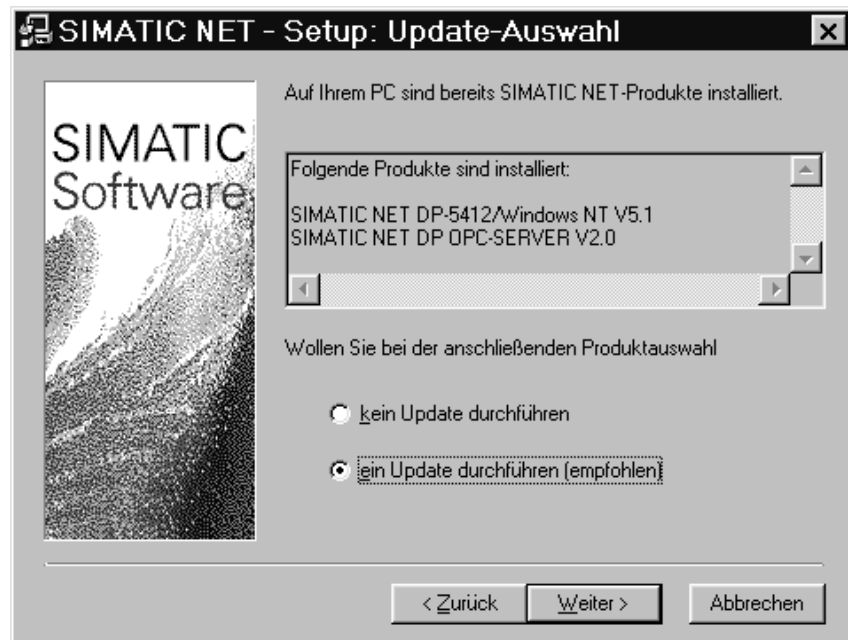 SIMATIC NET - Setup: Update-Auswahl
Auf Ihrem PC sind bereits SIMATIC NET-Produkte installiert.
SIMATIC
Software
Folgende Produkte sind installiert:
SIMATIC NET DP-5412/Windows NT V5.1
SIMATIC NET DP OPC-SERVER V2.0
Wollen Sie bei der anschließenden Produktauswahl
kein Update durchführen
ein Update durchführen (empfohlen)
< Zurück
Weiter >
Abbrechen